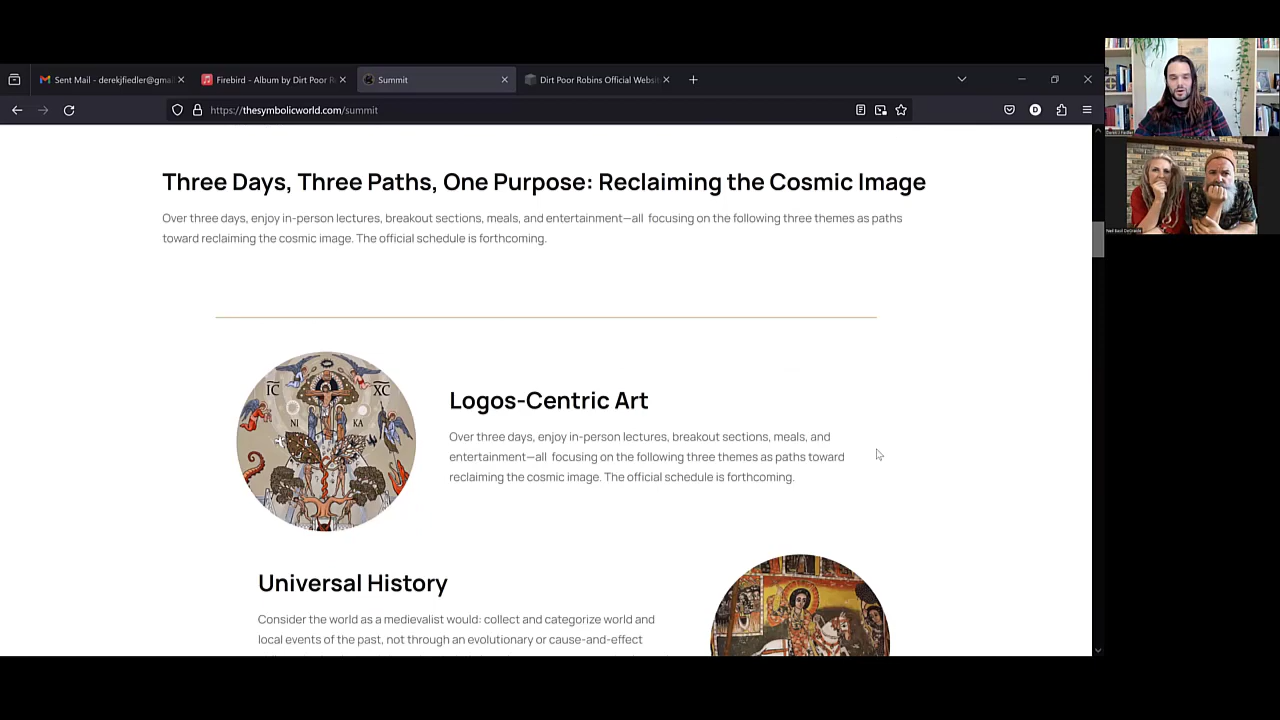 Sent Mail - derekjfiedler@gmai
Firebird - Album by Dirt Poor R
Summit
Dirt Poor Robins Official Websit
https://thesymbolicworld.com/summit
D
Derek J Fiedler
Three Days, Three Paths, One Purpose: Reclaiming the Cosmic Image
Over three days, enjoy in-person lectures, breakout sections, meals, and entertainment—all focusing on the following three themes as paths
toward reclaiming the cosmic image. The official schedule is forthcoming.
IC
XC
NI
KA
Logos-Centric Art
Over three days, enjoy in-person lectures, breakout sections, meals, and
entertainment—all focusing on the following three themes as paths toward
reclaiming the cosmic image. The official schedule is forthcoming.
Universal History
Consider the world as a medievalist would: collect and categorize world and
local events of the past, not through an evolutionary or cause-and-effect